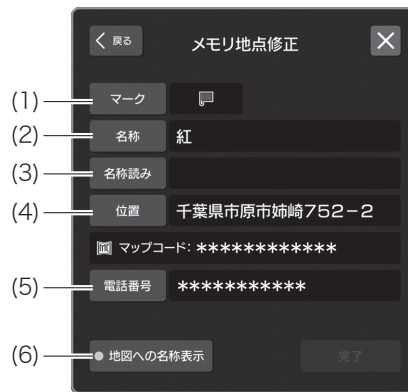 戻る
メモリ地点修正
(1) マーク
(2) 名称 紅
(3) 名称読み
(4) 位置 千葉県市原市姉崎752-2
マップコード: ************
(5) 電話番号 ***********
(6) 地図への名称表示 完了